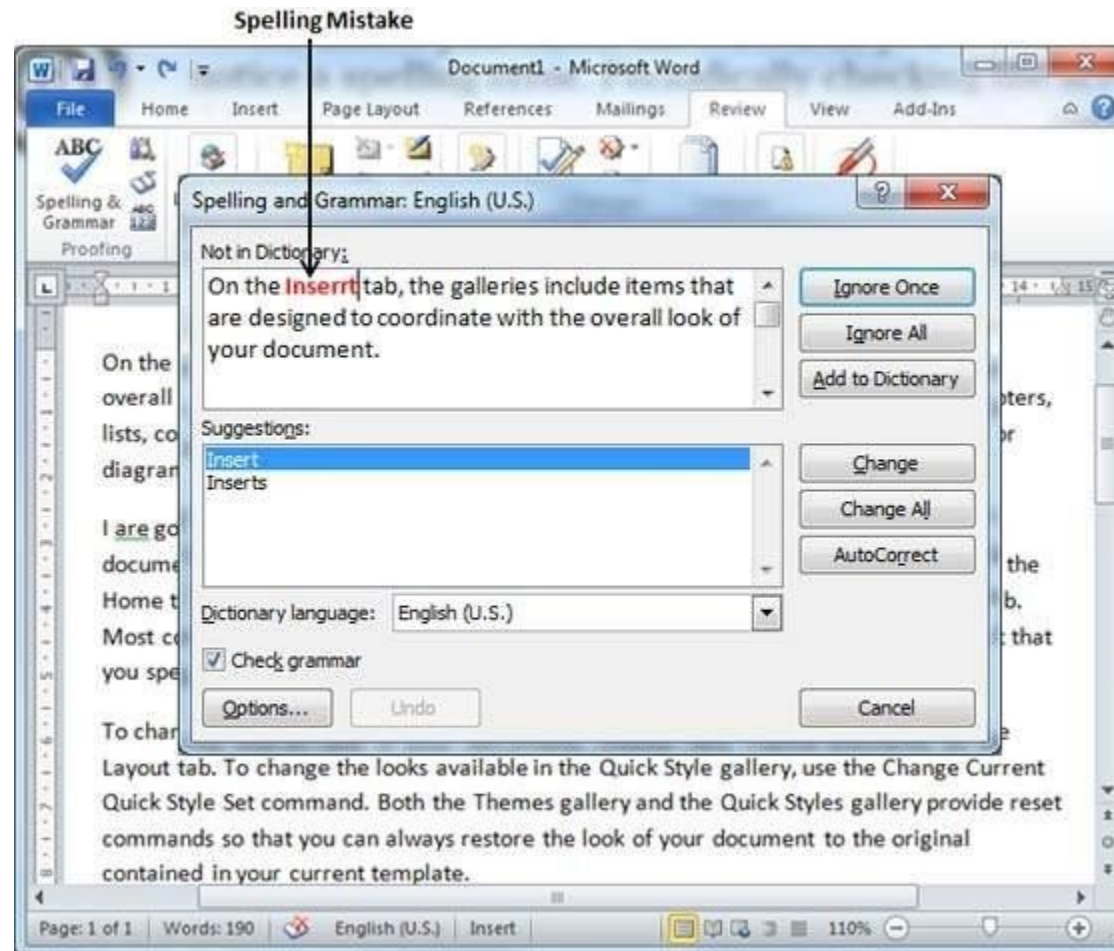 Spelling Mistake
Document1 - Microsoft Word
File Home Insert Page Layout References Mailings Review View Add-Ins
ABC
Spelling & Grammar
ABC
123
Proofing
Spelling and Grammar: English (U.S.)
Not in Dictionary:
On the Inserrt tab, the galleries include items that
are designed to coordinate with the overall look of
your document.
Ignore Once
Ignore All
Add to Dictionary
Suggestions:
Insert
Inserts
Change
Change All
AutoCorrect
Dictionary language: English (U.S.)
Check grammar
Options... Undo Cancel
On the
overall
lists, co
diagran
I are go
docume the
Home t b.
Most co that
you spe
To char
Layout tab. To change the looks available in the Quick Style gallery, use the Change Current
Quick Style Set command. Both the Themes gallery and the Quick Styles gallery provide reset
commands so that you can always restore the look of your document to the original
contained in your current template.
Page: 1 of 1 Words: 190 English (U.S.) Insert 110%